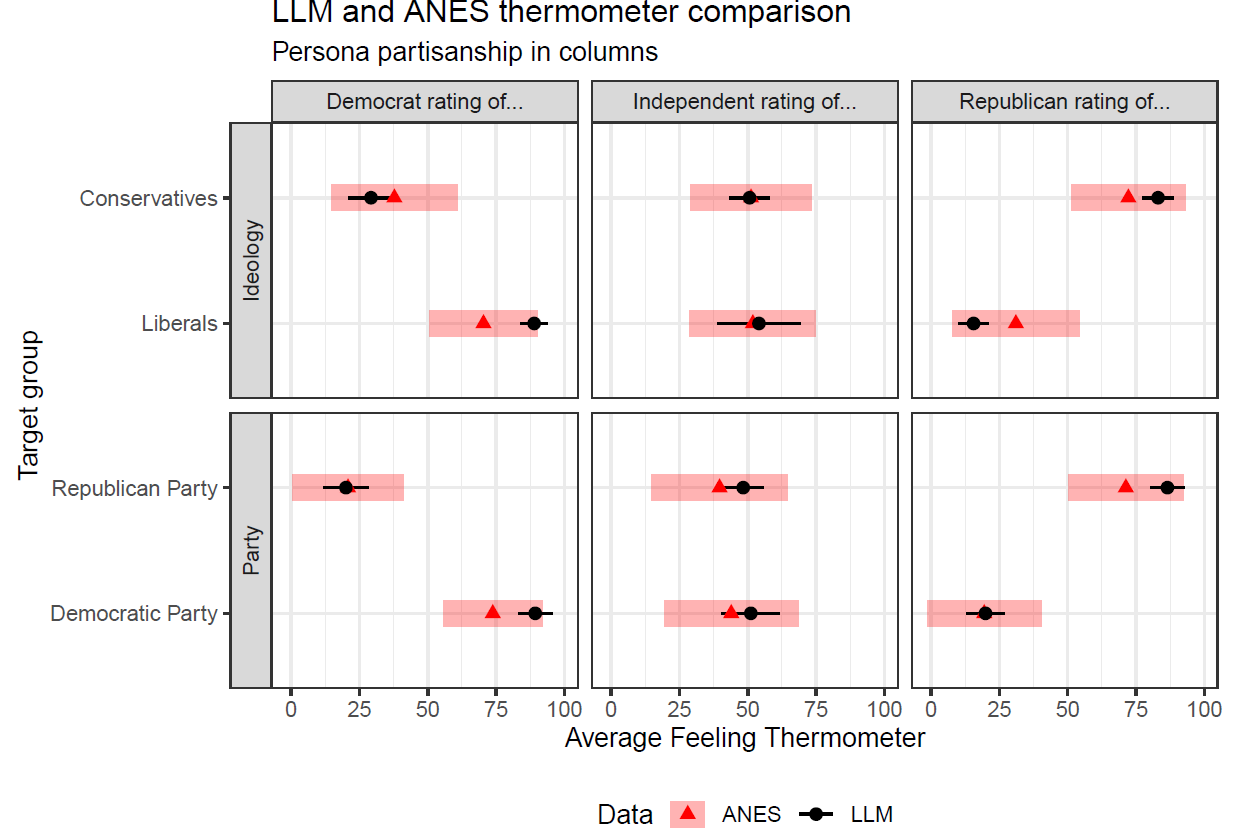 LLM and ANES thermometer comparison
Persona partisanship in columns
Democrat rating of...
Independent rating of...
Republican rating of...
Target group
Ideology
Conservatives
Liberals
Party
Republican Party
Democratic Party
0 25 50 75 100 0 25 50 75 100 0 25 50 75 100
Average Feeling Thermometer
Data ANES LLM